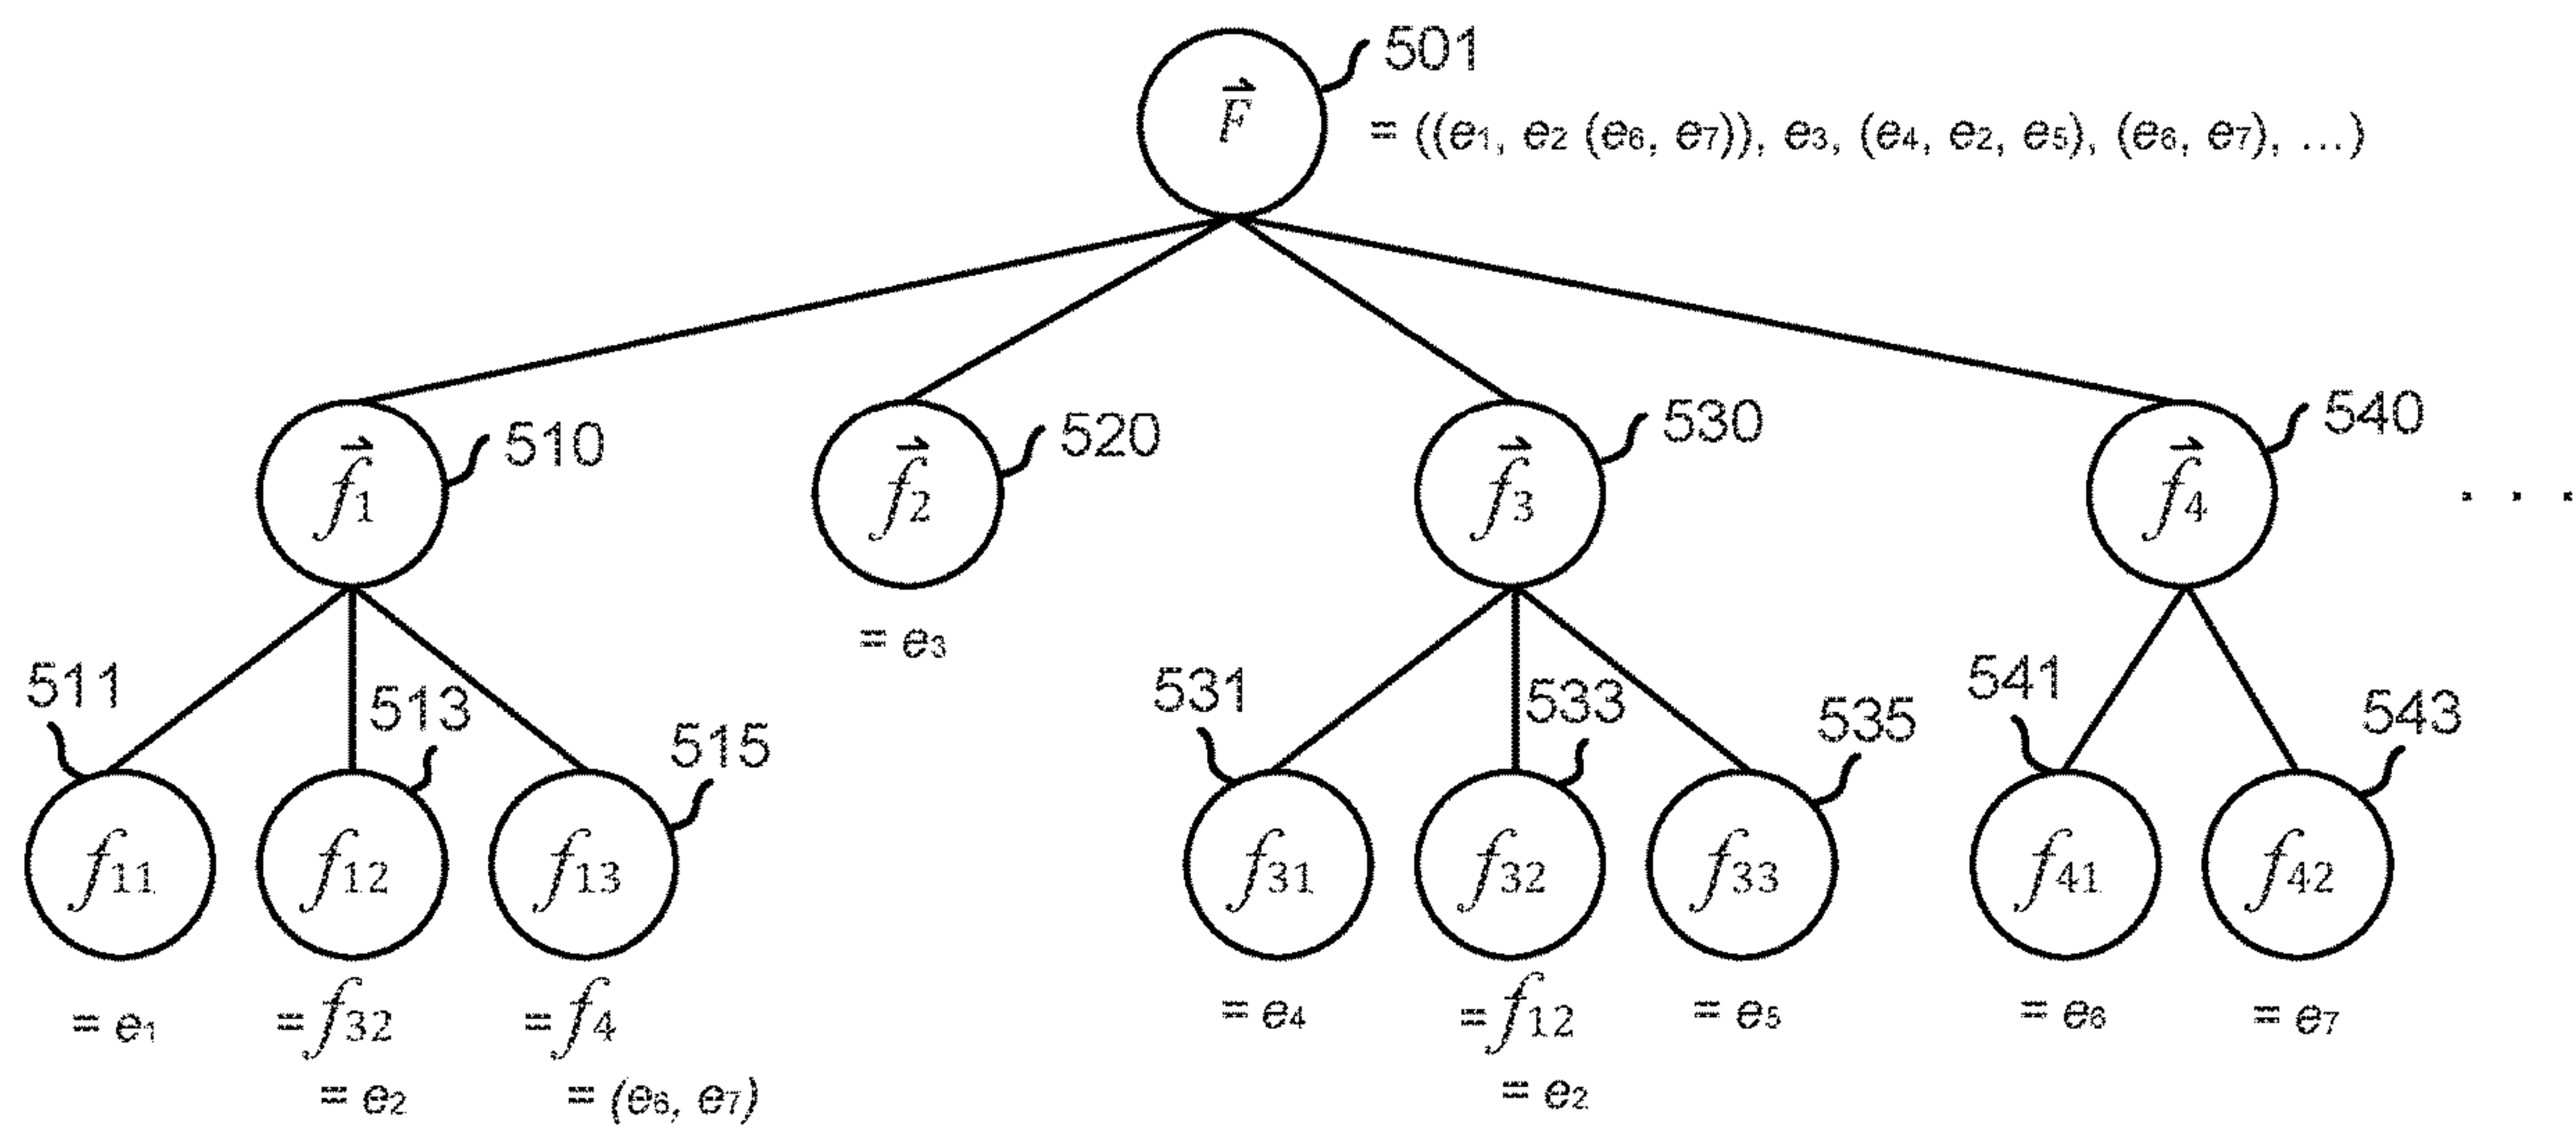 501
F⃗
= ((e₁, e₂ (e₆, e₇)), e₃, (e₄, e₂, e₅), (e₆, e₇), ...)
510 520 530 540
f⃗₁ f⃗₂ f⃗₃ f⃗₄ . . .
= e₃
511 513 515 531 533 535 541 543
f₁₁ f₁₂ f₁₃ f₃₁ f₃₂ f₃₃ f₄₁ f₄₂
= e₁ = f₃₂ = f₄ = e₄ = f₁₂ = e₅ = e₆ = e₇
= e₂ = (e₆, e₇) = e₂